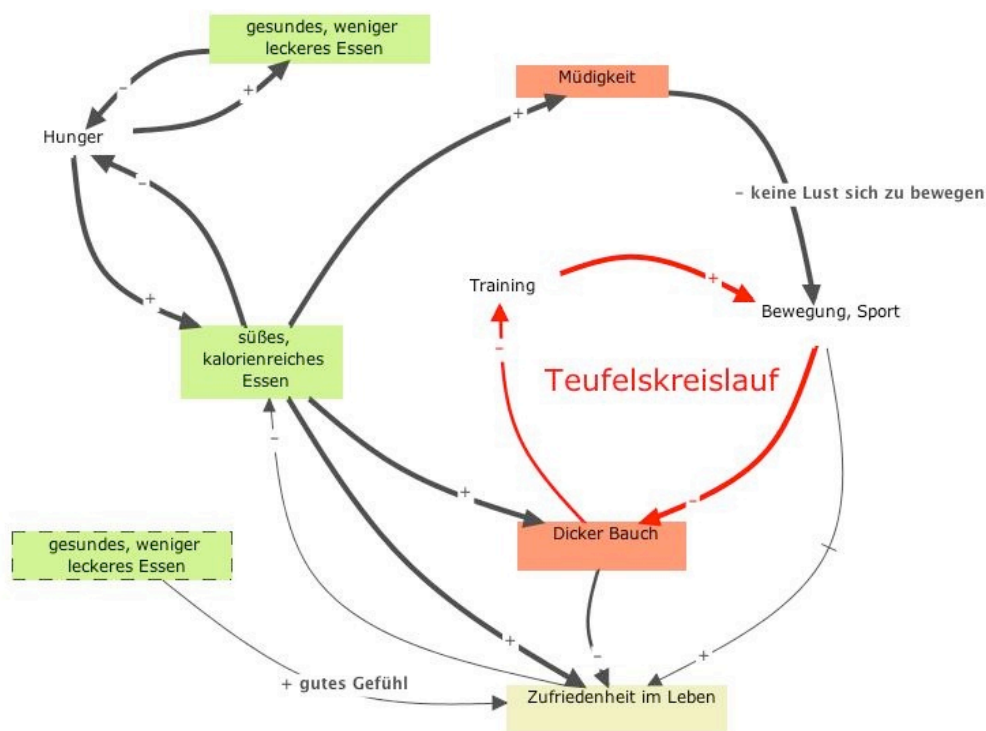 gesundes, weniger
leckeres Essen
Müdigkeit
–
+
+
Hunger
–
– keine Lust sich zu bewegen
+
Training
+
Bewegung, Sport
süßes,
kalorienreiches
Essen
–
Teufelskreislauf
–
+
–
Dicker Bauch
gesundes, weniger
leckeres Essen
+
–
+
+ gutes Gefühl
Zufriedenheit im Leben